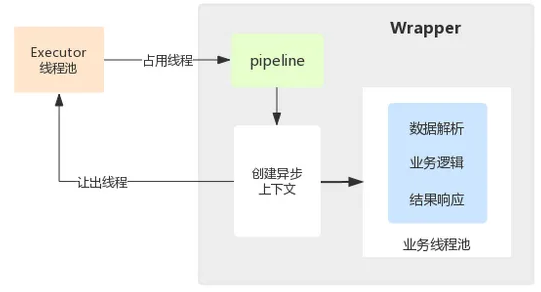 Wrapper
Executor
线程池
占用线程
pipeline
数据解析
业务逻辑
结果响应
创建异步
上下文
让出线程
业务线程池